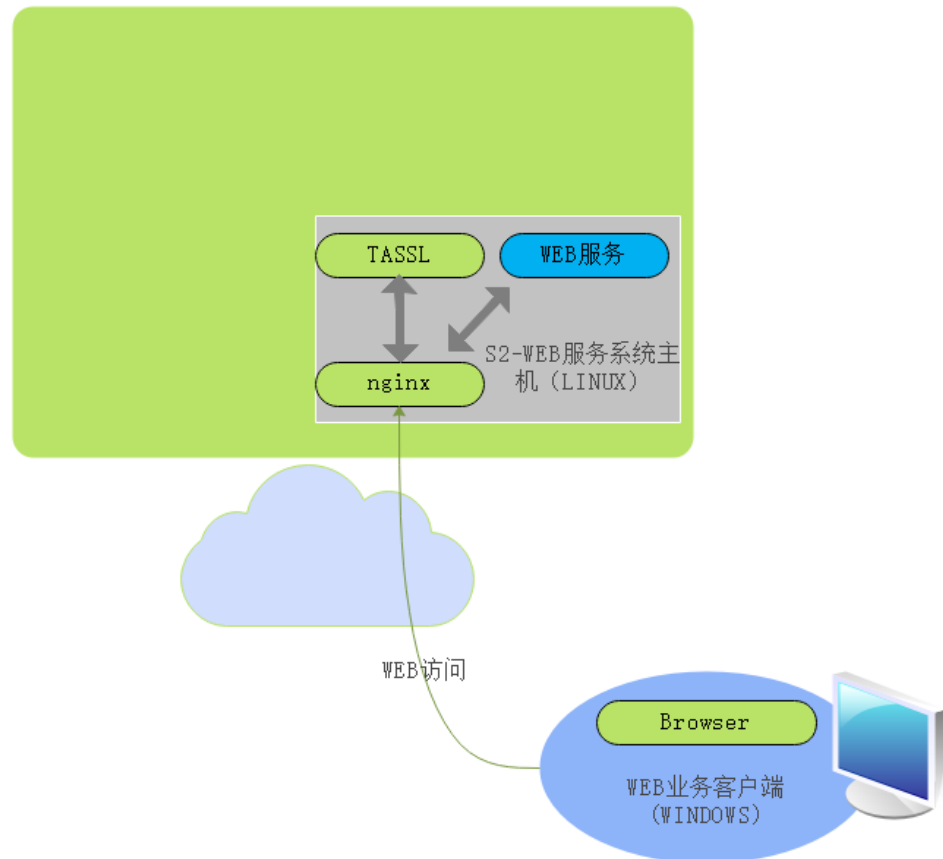 TASSL
WEB服务
S2-WEB服务系统主
机（LINUX）
nginx
WEB访问
Browser
WEB业务客户端
(WINDOWS)